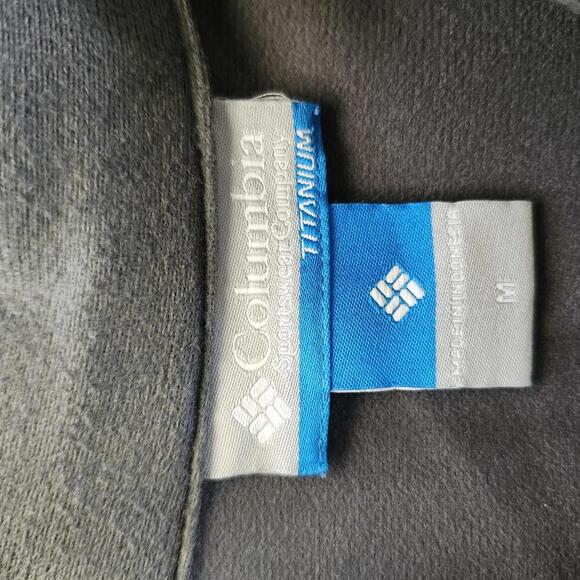 Columbia
Sportswear Company
TITANIUM
MADE IN INDONESIA
M